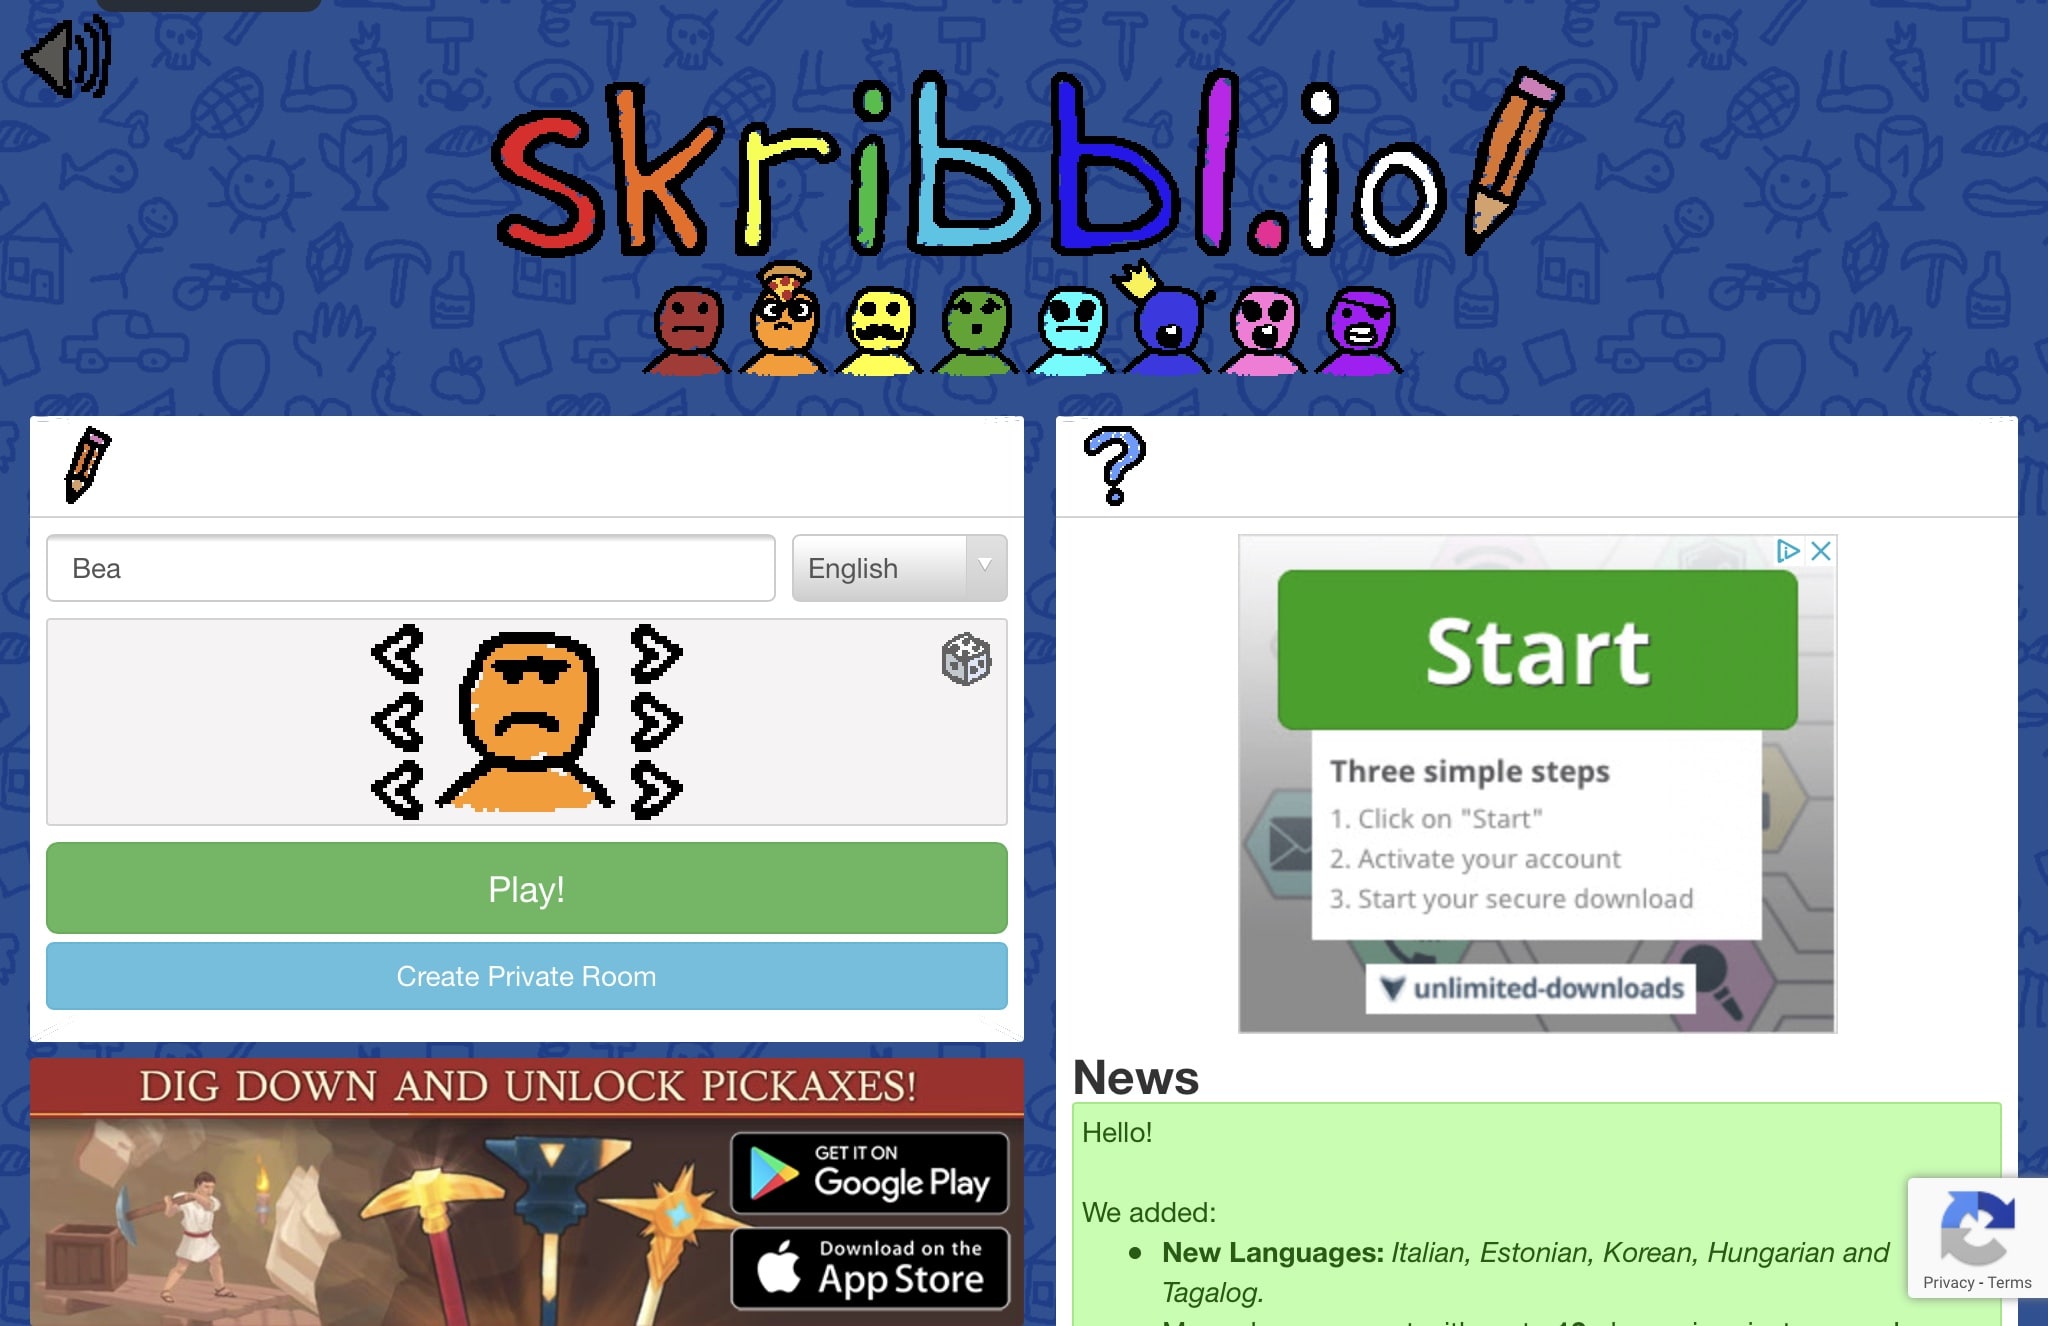 skribbl.io
Bea
English
Play!
Create Private Room
DIG DOWN AND UNLOCK PICKAXES!
GET IT ON
Google Play
Download on the
App Store
Start
Three simple steps
1. Click on "Start"
2. Activate your account
3. Start your secure download
unlimited-downloads
News
Hello!
We added:
New Languages: Italian, Estonian, Korean, Hungarian and
Tagalog.
Privacy - Terms